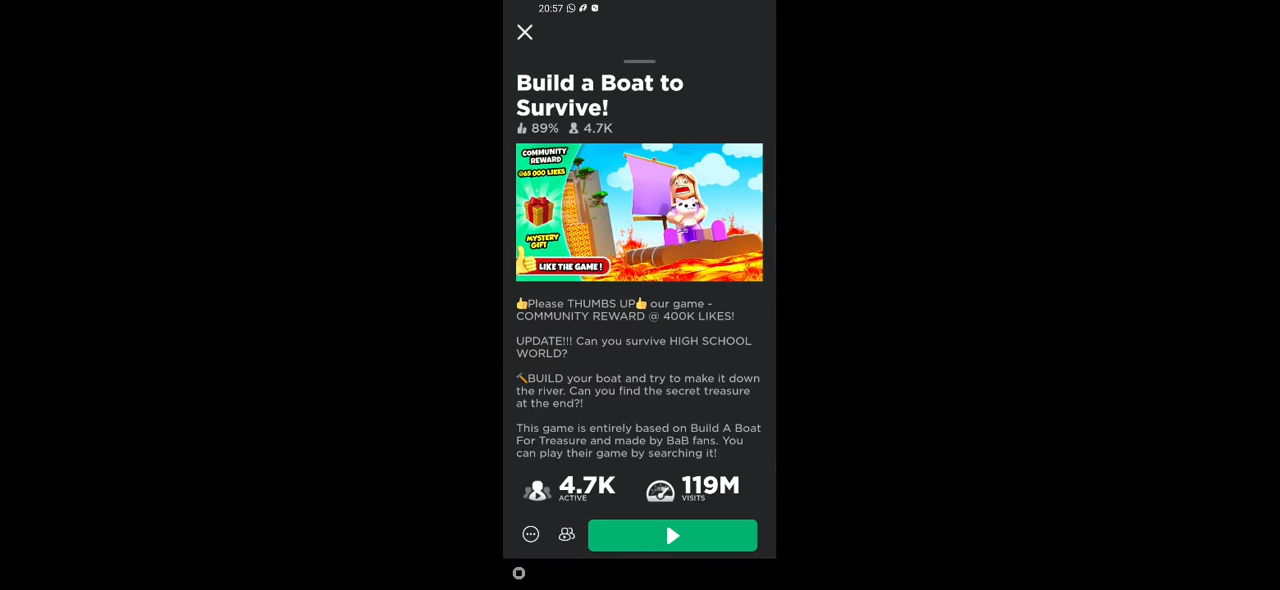 20:57
Build a Boat to
Survive!
89% 4.7K
COMMUNITY
REWARD
@65 000 LIKES
MYSTERY
GIFT
LIKE THE GAME !
👍Please THUMBS UP👍 our game -
COMMUNITY REWARD @ 400K LIKES!
UPDATE!!! Can you survive HIGH SCHOOL
WORLD?
🔨BUILD your boat and try to make it down
the river. Can you find the secret treasure
at the end?!
This game is entirely based on Build A Boat
For Treasure and made by BaB fans. You
can play their game by searching it!
4.7K 119M
ACTIVE VISITS